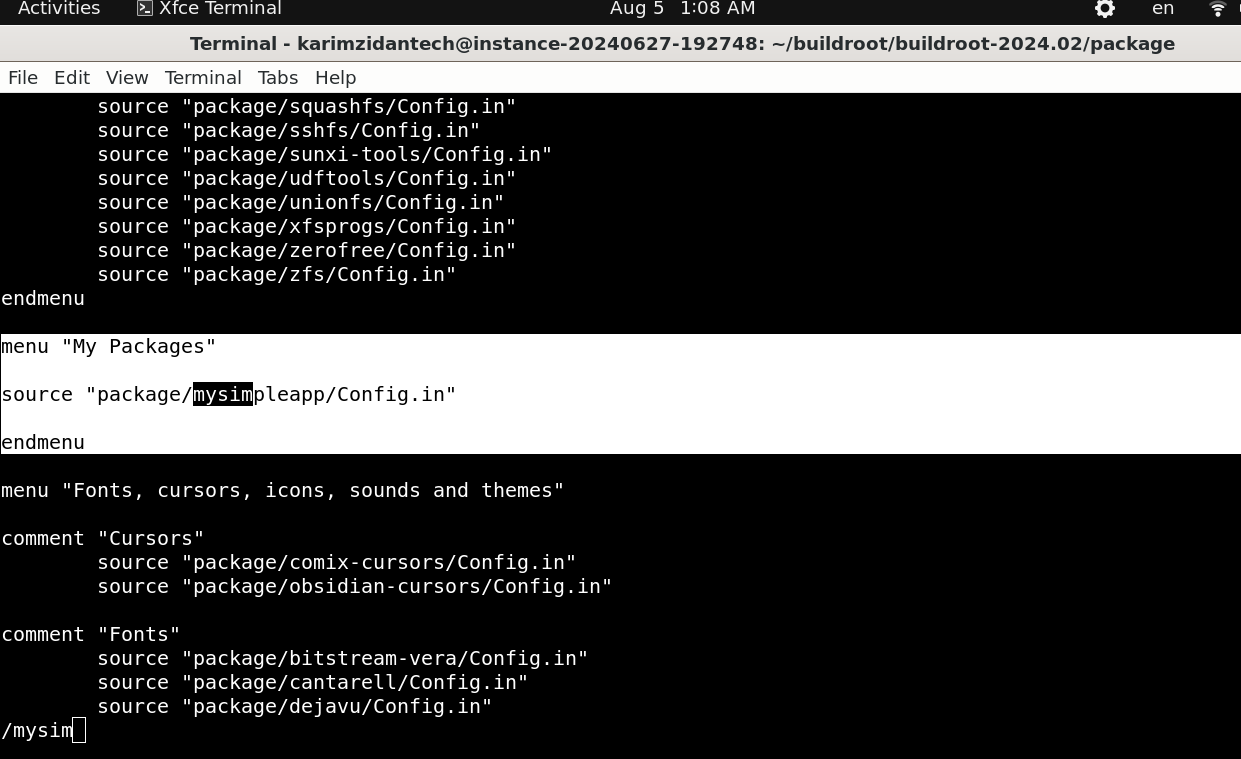 Activities Xfce Terminal Aug 5 1:08 AM en
Terminal - karimzidantech@instance-20240627-192748: ~/buildroot/buildroot-2024.02/package
File Edit View Terminal Tabs Help
source "package/squashfs/Config.in"
source "package/sshfs/Config.in"
source "package/sunxi-tools/Config.in"
source "package/udftools/Config.in"
source "package/unionfs/Config.in"
source "package/xfsprogs/Config.in"
source "package/zerofree/Config.in"
source "package/zfs/Config.in"
endmenu
menu "My Packages"
source "package/mysimpleapp/Config.in"
endmenu
menu "Fonts, cursors, icons, sounds and themes"
comment "Cursors"
source "package/comix-cursors/Config.in"
source "package/obsidian-cursors/Config.in"
comment "Fonts"
source "package/bitstream-vera/Config.in"
source "package/cantarell/Config.in"
source "package/dejavu/Config.in"
/mysim